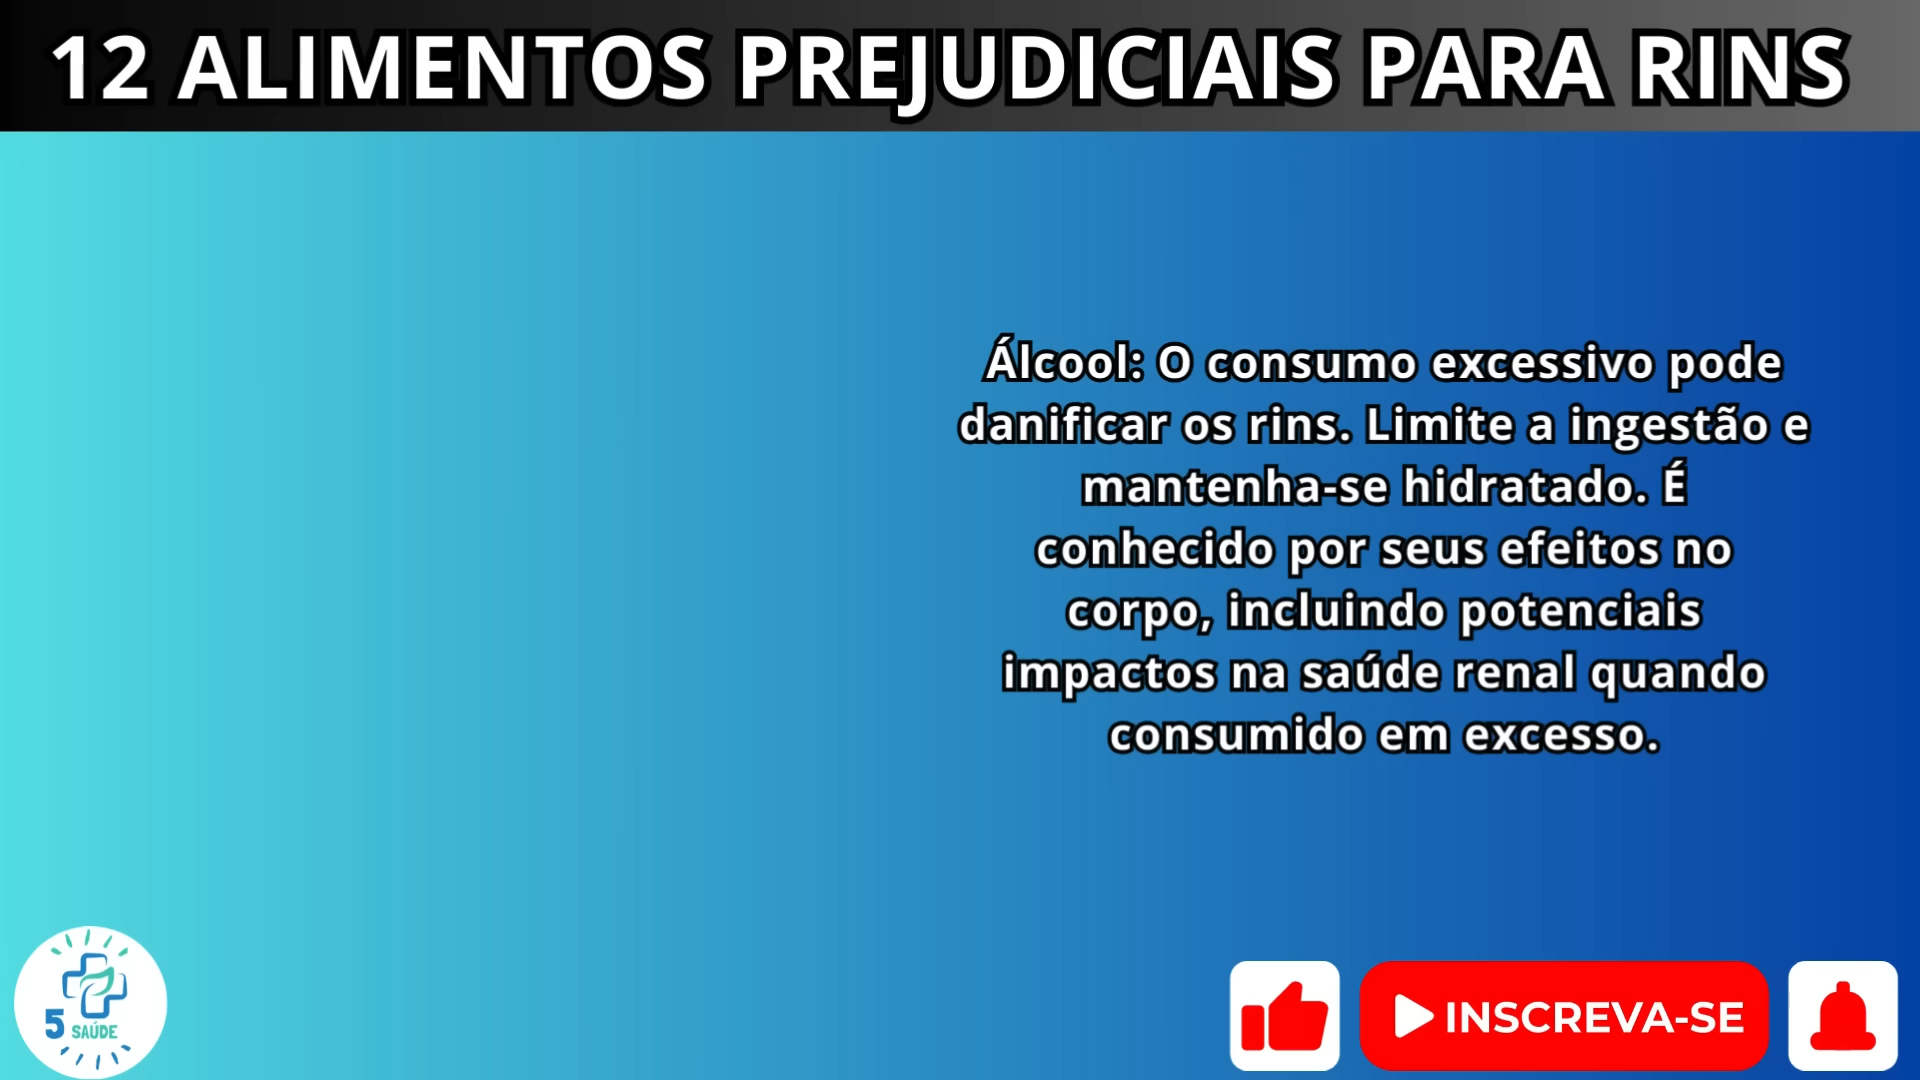 12 ALIMENTOS PREJUDICIAIS PARA RINS
Álcool: O consumo excessivo pode
danificar os rins. Limite a ingestão e
mantenha-se hidratado. É
conhecido por seus efeitos no
corpo, incluindo potenciais
impactos na saúde renal quando
consumido em excesso.
5 SAÚDE
INSCREVA-SE